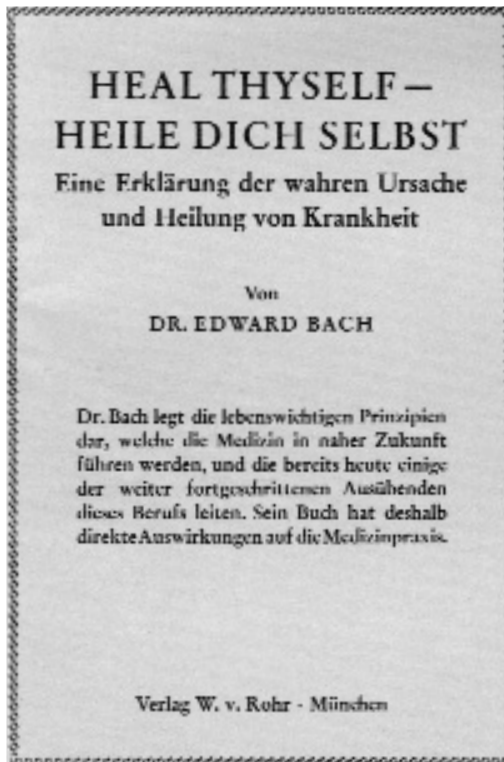 HEAL THYSELF –
HEILE DICH SELBST
Eine Erklärung der wahren Ursache
und Heilung von Krankheit
Von
DR. EDWARD BACH
Dr. Bach legt die lebenswichtigen Prinzipien
dar, welche die Medizin in naher Zukunft
führen werden, und die bereits heute einige
der weiter fortgeschrittenen Ausübenden
dieses Berufs leiten. Sein Buch hat deshalb
direkte Auswirkungen auf die Medizinpraxis.
Verlag W. v. Rohr - München